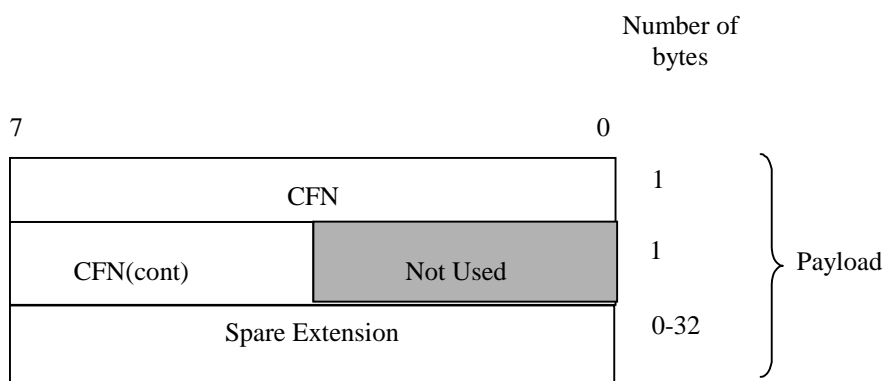 Number of
bytes
7 0
CFN 1
CFN(cont) Not Used 1
Payload
Spare Extension 0-32